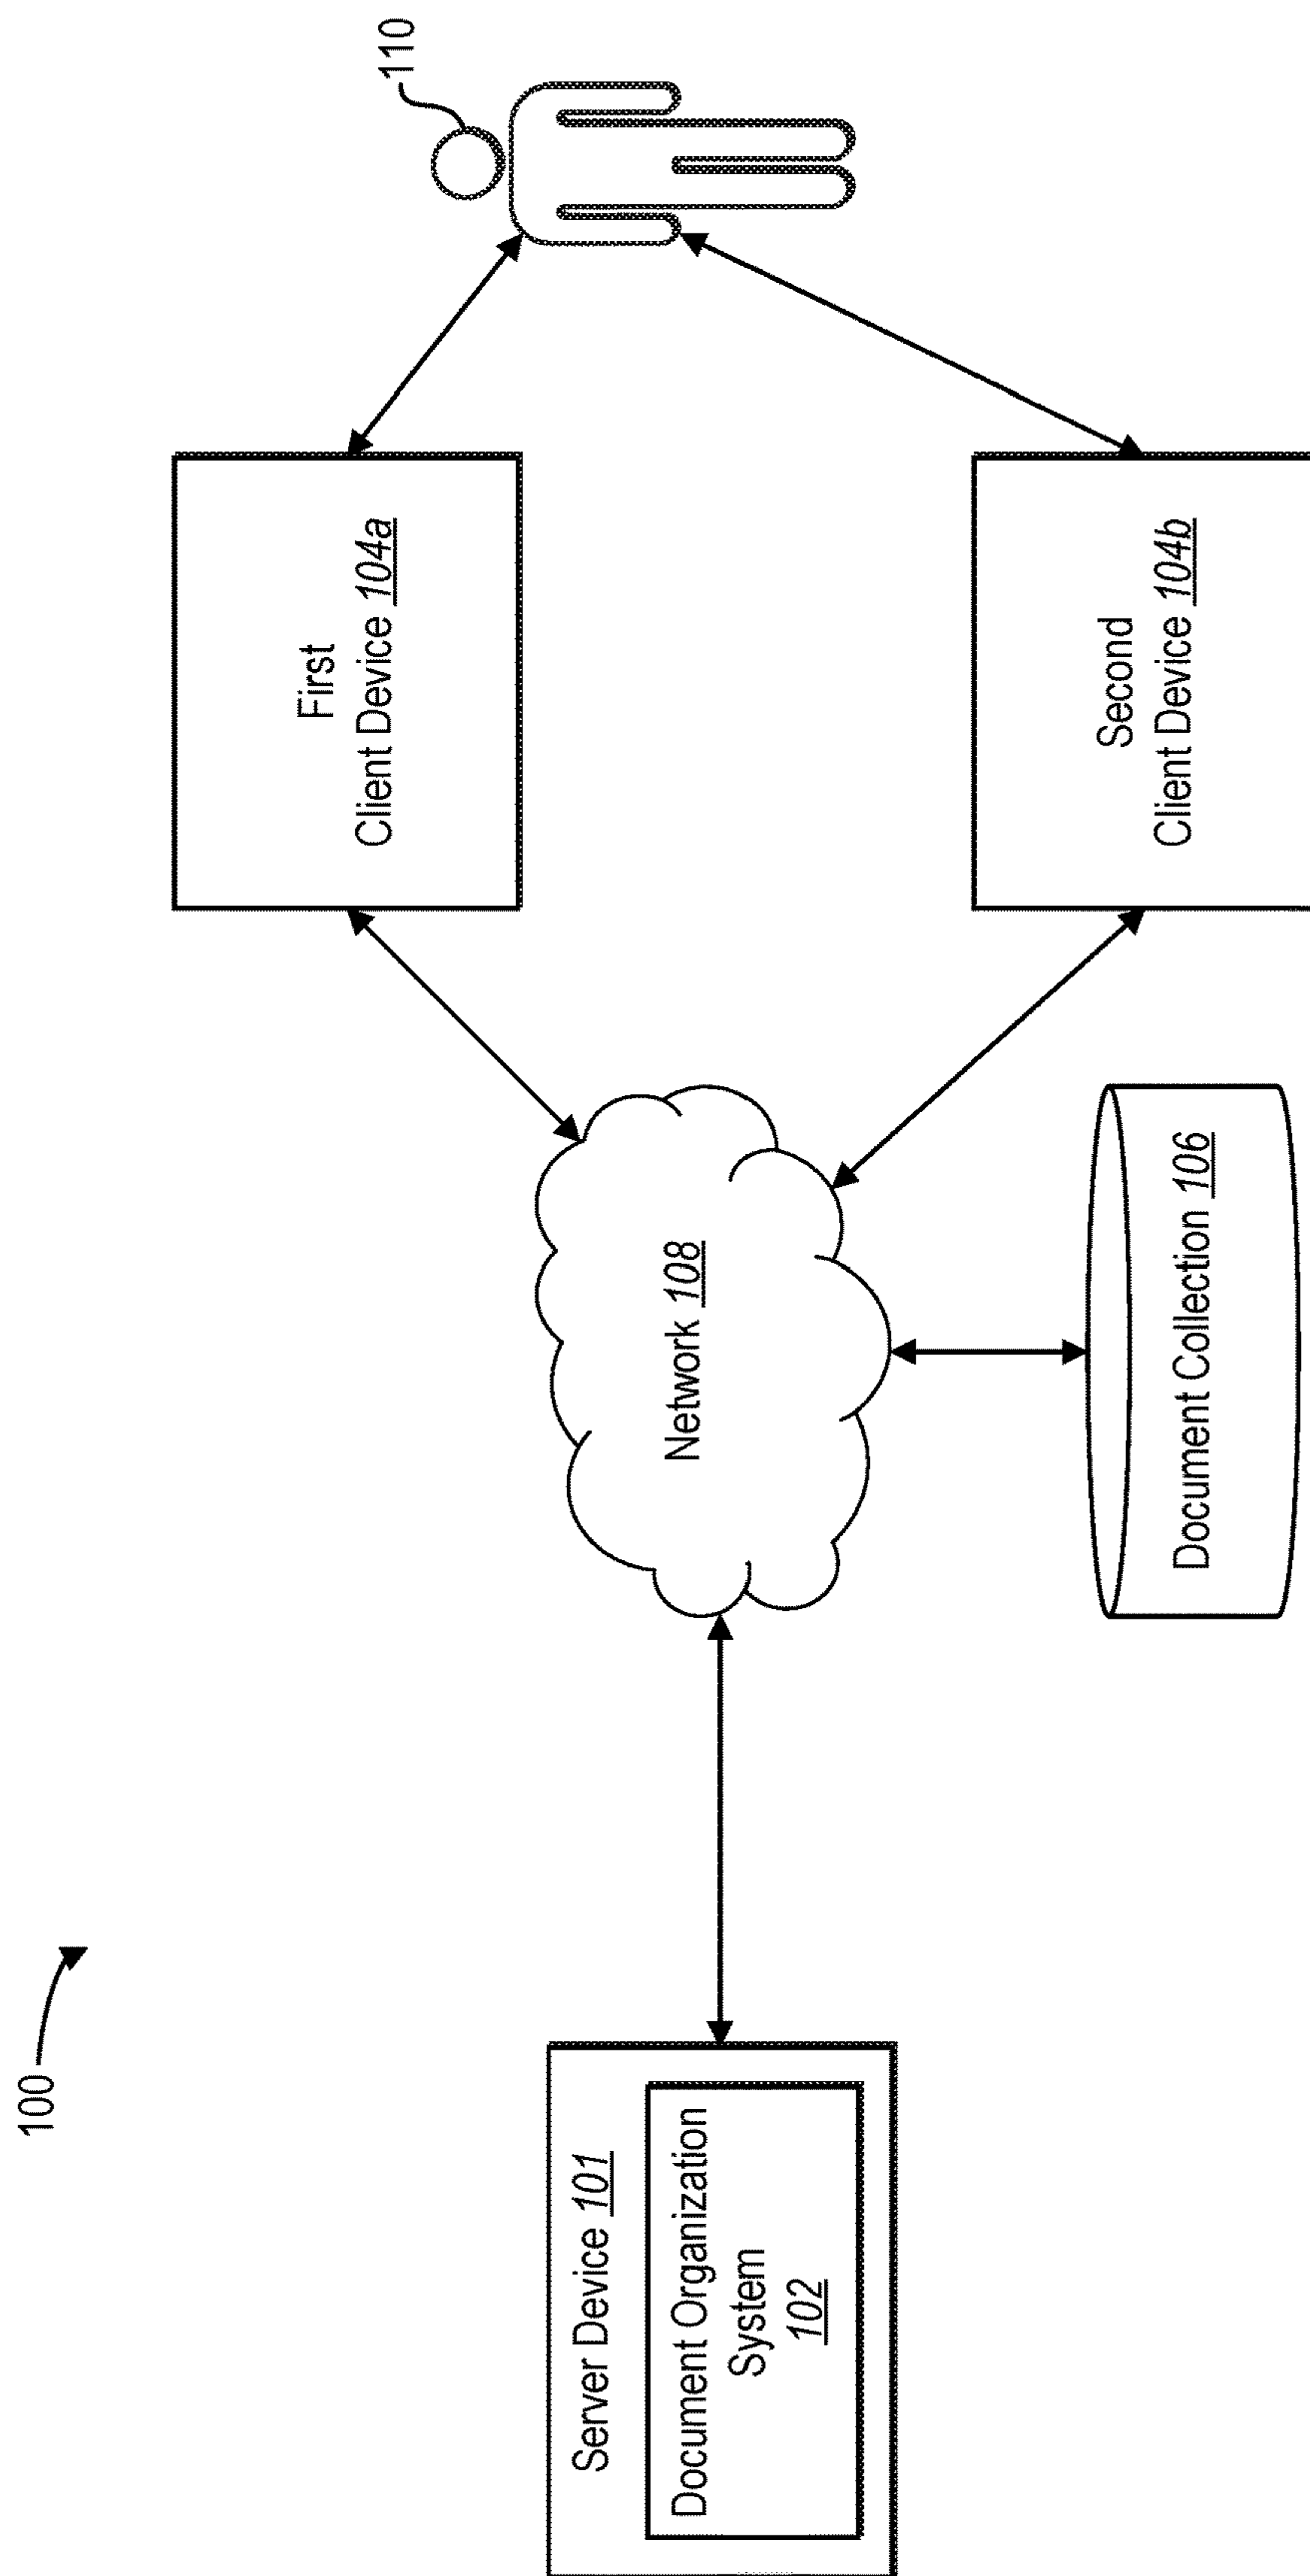 100
Server Device 101
Document Organization
System
102
Network 108
Document Collection 106
First
Client Device 104a
Second
Client Device 104b
110